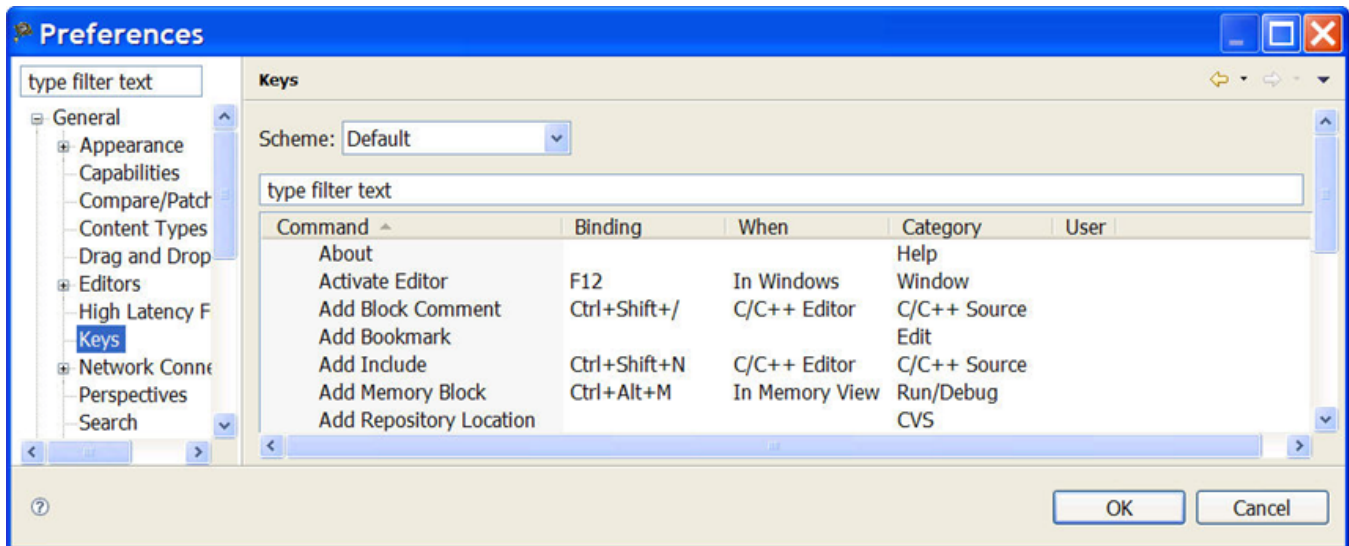 Preferences
type filter text
General
Appearance
Capabilities
Compare/Patch
Content Types
Drag and Drop
Editors
High Latency F
Keys
Network Conne
Perspectives
Search
Keys
Scheme: Default
type filter text
Command Binding When Category User
About Help
Activate Editor F12 In Windows Window
Add Block Comment Ctrl+Shift+/ C/C++ Editor C/C++ Source
Add Bookmark Edit
Add Include Ctrl+Shift+N C/C++ Editor C/C++ Source
Add Memory Block Ctrl+Alt+M In Memory View Run/Debug
Add Repository Location CVS
OK Cancel